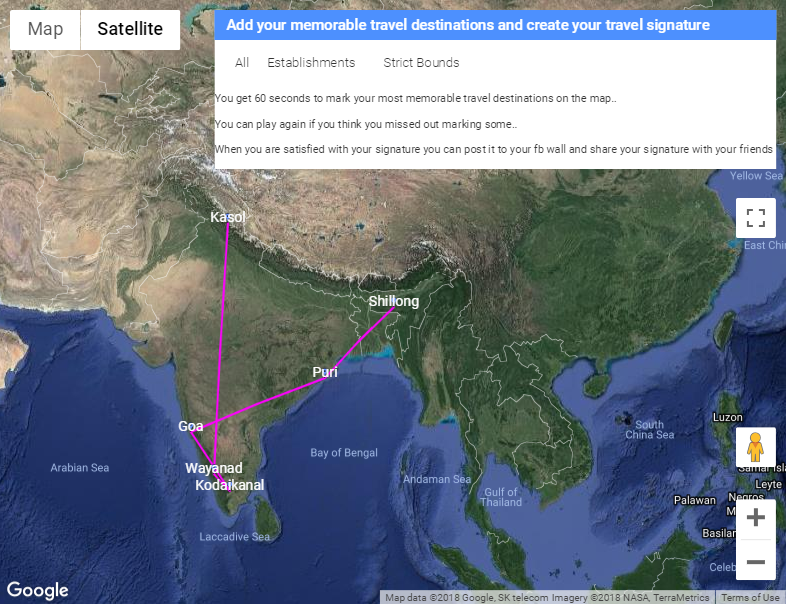 Map
Satellite
Add your memorable travel destinations and create your travel signature
All
Establishments
Strict Bounds
You get 60 seconds to mark your most memorable travel destinations on the map..
You can play again if you think you missed out marking some..
When you are satisfied with your signature you can post it to your fb wall and share your signature with your friends
Yellow Sea
Kasol
East Chi
Shillong
Puri
Goa
Luzon
South
China Sea
Bay of Bengal
Arabian Sea
Wayanad
Kodaikanal
Andaman Sea
Gulf of
Thailand
Samar Isl
Leyte
Palawan
Negros
M
Basilan
Laccadive Sea
Celeb
Google
Map data ©2018 Google, SK telecom Imagery ©2018 NASA, TerraMetrics
Terms of Use